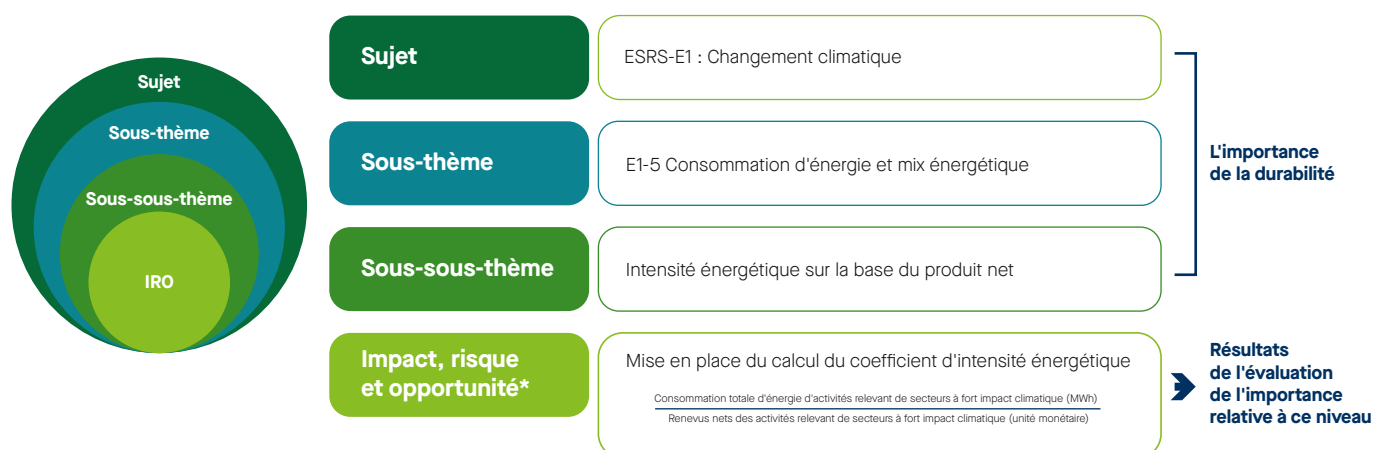 Sujet
Sous-thème
Sous-sous-thème
IRO
Sujet
ESRS-E1 : Changement climatique
Sous-thème
E1-5 Consommation d'énergie et mix énergétique
Sous-sous-thème
Intensité énergétique sur la base du produit net
L'importance
de la durabilité
Impact, risque
et opportunité*
Mise en place du calcul du coefficient d'intensité énergétique
Consommation totale d'énergie d'activités relevant de secteurs à fort impact climatique (MWh)
Renevus nets des activités relevant de secteurs à fort impact climatique (unité monétaire)
Résultats
de l'évaluation
de l'importance
relative à ce niveau